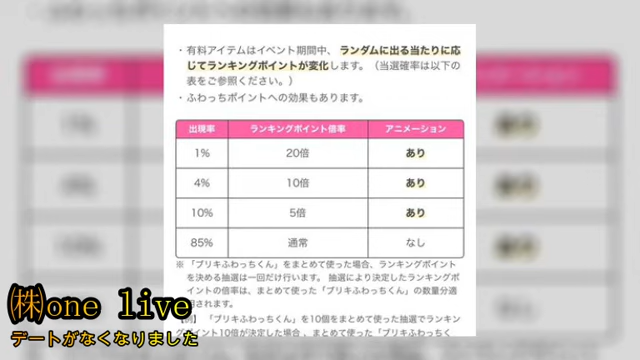 ・有料アイテムはイベント期間中、ランダムに出る当たりに応
じてランキングポイントが変化します。（当選確率は以下の
表をご参照ください。）
・ふわっちポイントへの効果もあります。
出現率 ランキングポイント倍率 アニメーション
1% 20倍 あり
4% 10倍 あり
10% 5倍 あり
85% 通常 なし
※「ブリキふわっちくん」をまとめて使った場合、ランキングポイント
を決める抽選は一回だけ行います。 抽選により決定したランキングポ
イントの倍率は、まとめて使った「ブリキふわっちくん」の数量分適
用されます。
【例】「ブリキふわっちくん」を10個をまとめて使った抽選でランキン
グポイント10倍が決定した場合、まとめて使った「ブリキふわっちく
㈱one live
デートがなくなりました